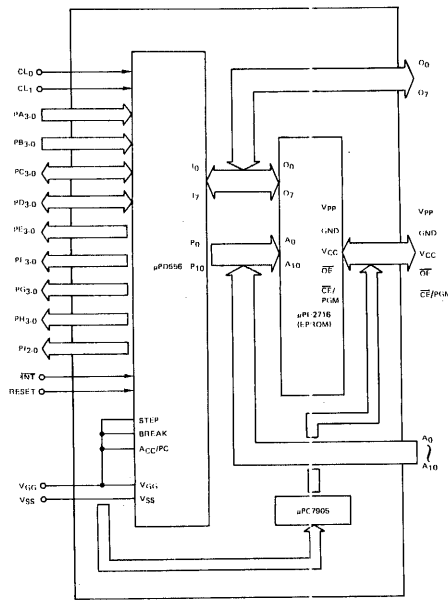 CL0
CL1
PA3-0
PB3-0
PC3-0
PD3-0
PE3-0
PF3-0
PG3-0
PH3-0
PI2-0
INT
RESET
VGG
VSS
I0
I7
P0
P10
μPD556
STEP
BREAK
ACC/PC
VGG
VSS
O0
O7
A0
A10
VPP
GND
VCC
OE
CE/
PGM
2716
(EPROM)
μPC7905
O0
O7
VPP
GND
VCC
OE
CE/PGM
A0
A10